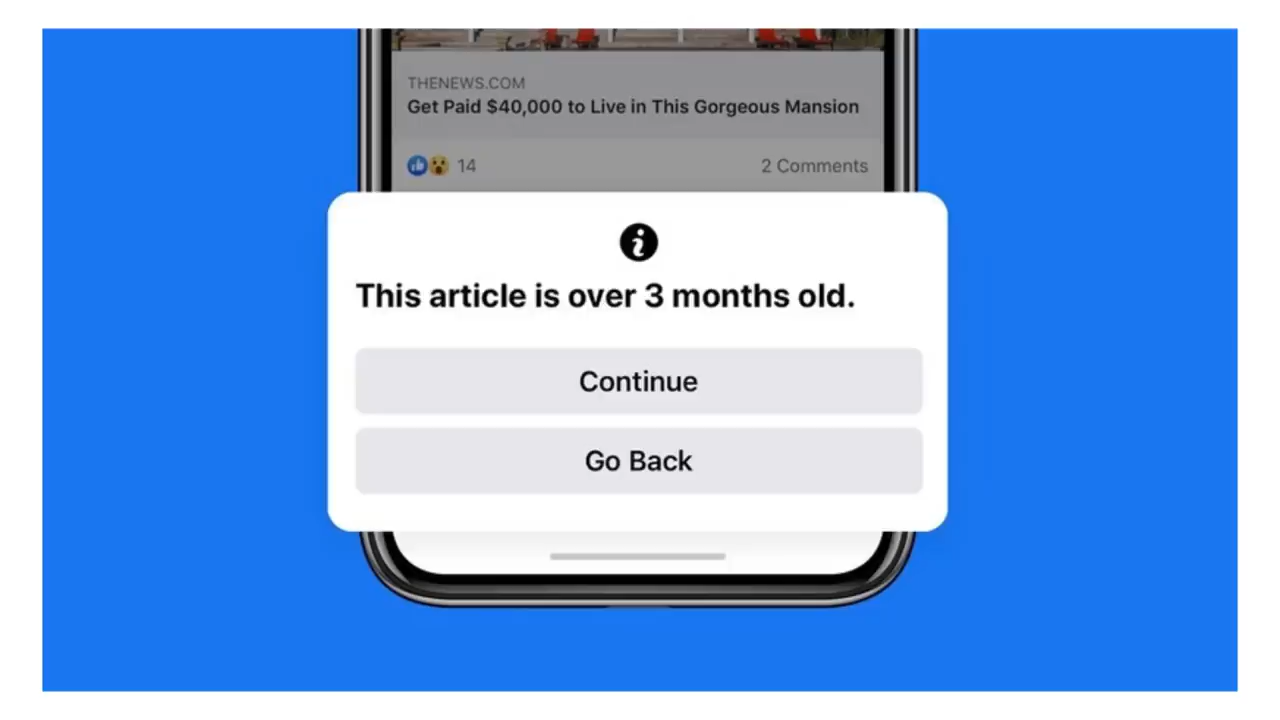 THENEWS.COM
Get Paid $40,000 to Live in This Gorgeous Mansion
14
2 Comments
This article is over 3 months old.
Continue
Go Back